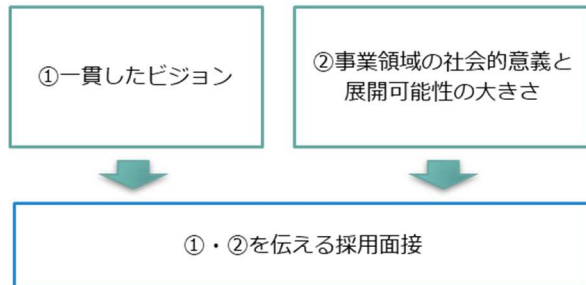 ①一貫したビジョン
②事業領域の社会的意義と
展開可能性の大きさ
①・②を伝える採用面接